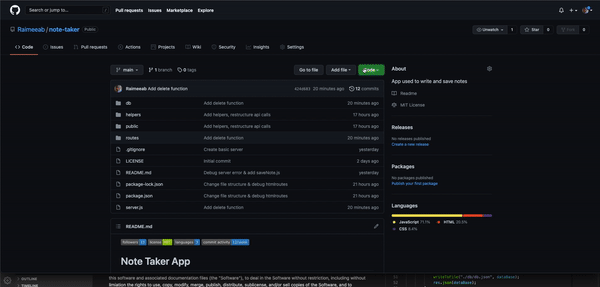 Search or jump to...
Pull requests Issues Marketplace Explore
Raimeeab / note-taker Public
Unwatch 1 Star 0 Fork 0
Code Issues Pull requests Actions Projects Wiki Security Insights Settings
main 1 branch 0 tags Go to file Add file Code
Raimeeab Add delete function 20 minutes ago 12 commits
db Add delete function 20 minutes ago
helpers Add helpers, restructure api calls 17 hours ago
public Add helpers, restructure api calls 17 hours ago
routes Add delete function 20 minutes ago
.gitignore Create basic server yesterday
LICENSE Initial commit 2 days ago
README.md Debug server error & add saveNote.js yesterday
package-lock.json Change file structure & debug htmlroutes 21 hours ago
package.json Change file structure & debug htmlroutes 21 hours ago
server.js Add delete function 20 minutes ago
README.md
Note Taker App
About
App used to write and save notes
Readme
MIT License
Releases
No releases published
Create a new release
Packages
No packages published
Publish your first package
Languages
JavaScript 71.1% HTML 20.5%
CSS 8.4%
this software and associated documentation files (the "Software"), to deal in the Software without restriction, including without
limitation the rights to use, copy, modify, merge, publish, distribute, sublicense, and/or sell copies of the Software, and to
OUTLINE
TIMELINE